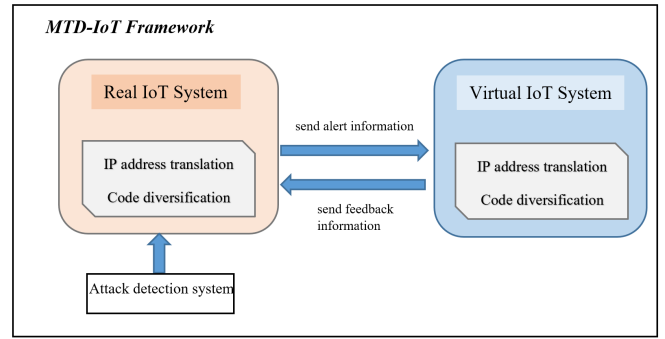 MTD-IoT Framework
Real IoT System
Virtual IoT System
send alert information
IP address translation
Code diversification
IP address translation
Code diversification
send feedback
information
Attack detection system